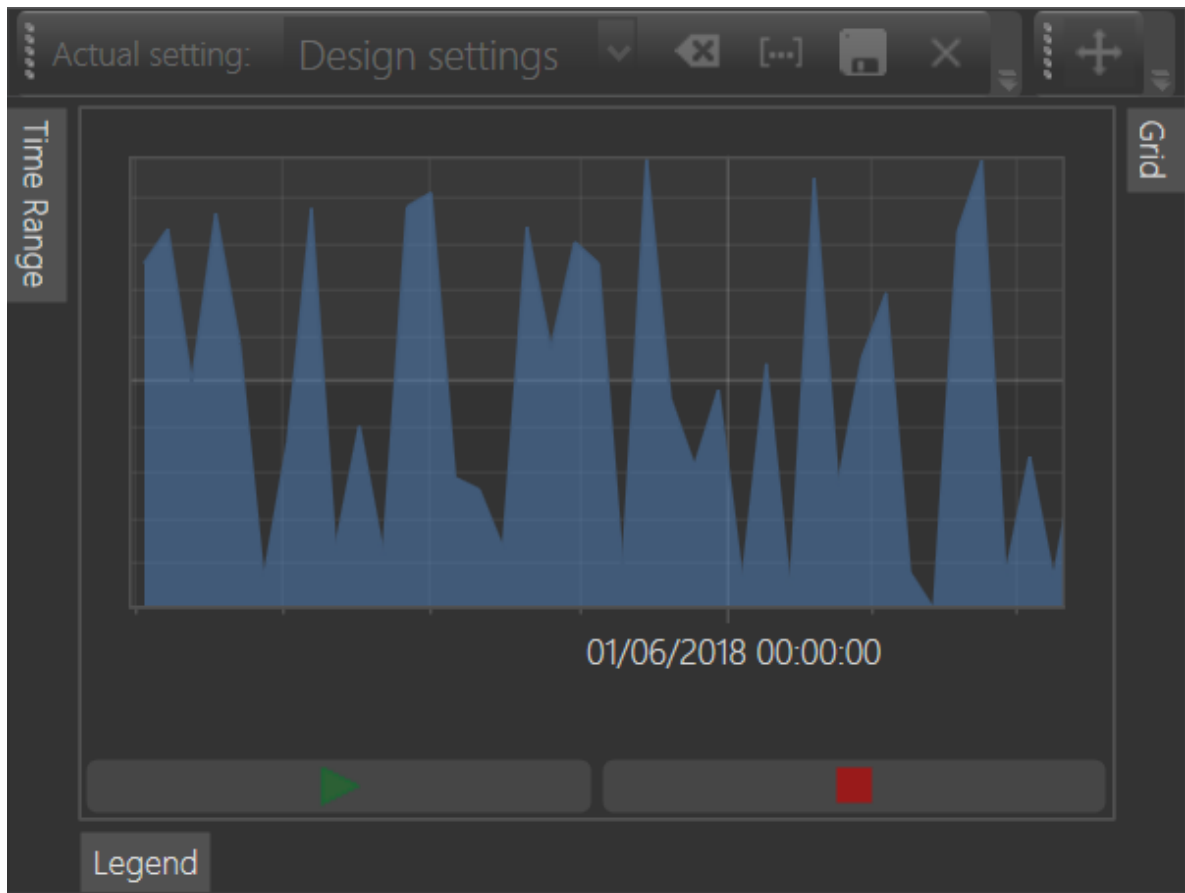 Actual setting: Design settings [...]
Time Range
Grid
01/06/2018 00:00:00
Legend